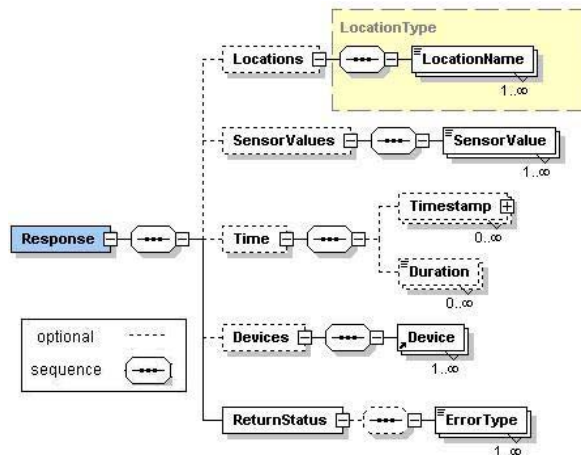 LocationType
Locations
LocationName
1..∞
SensorValues
SensorValue
1..∞
Response
Time
Timestamp
0..∞
Duration
0..∞
optional
sequence
Devices
Device
1..∞
ReturnStatus
ErrorType
1..∞